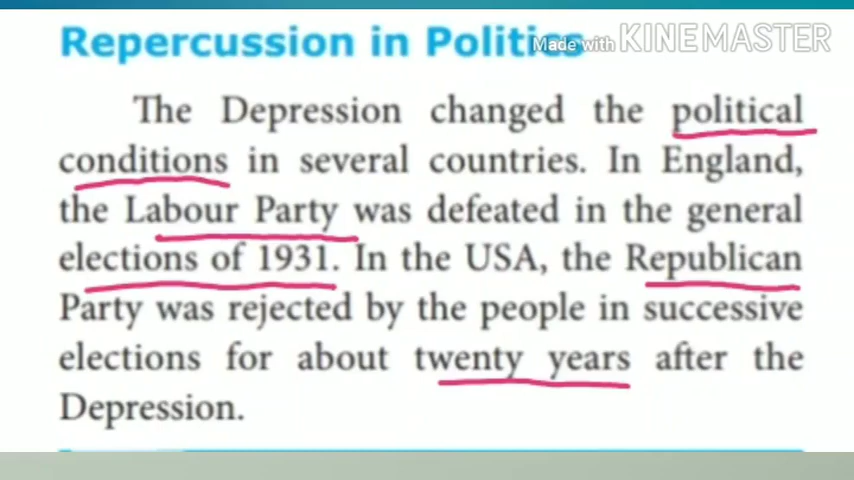 Repercussion in Politics
Made with KINEMASTER
The Depression changed the political
conditions in several countries. In England,
the Labour Party was defeated in the general
elections of 1931. In the USA, the Republican
Party was rejected by the people in successive
elections for about twenty years after the
Depression.